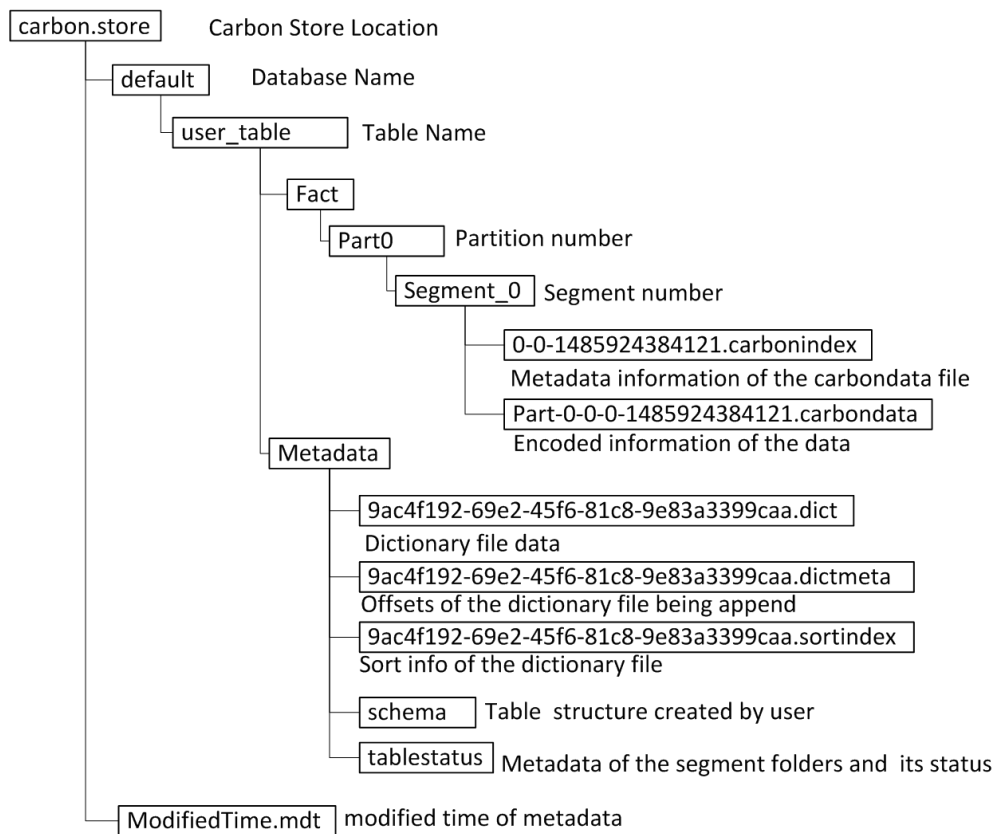 carbon.store Carbon Store Location
default Database Name
user_table Table Name
Fact
Part0 Partition number
Segment_0 Segment number
0-0-1485924384121.carbonindex
Metadata information of the carbondata file
Part-0-0-0-1485924384121.carbondata
Encoded information of the data
Metadata
9ac4f192-69e2-45f6-81c8-9e83a3399caa.dict
Dictionary file data
9ac4f192-69e2-45f6-81c8-9e83a3399caa.dictmeta
Offsets of the dictionary file being append
9ac4f192-69e2-45f6-81c8-9e83a3399caa.sortindex
Sort info of the dictionary file
schema Table structure created by user
tablestatus Metadata of the segment folders and its status
ModifiedTime.mdt modified time of metadata